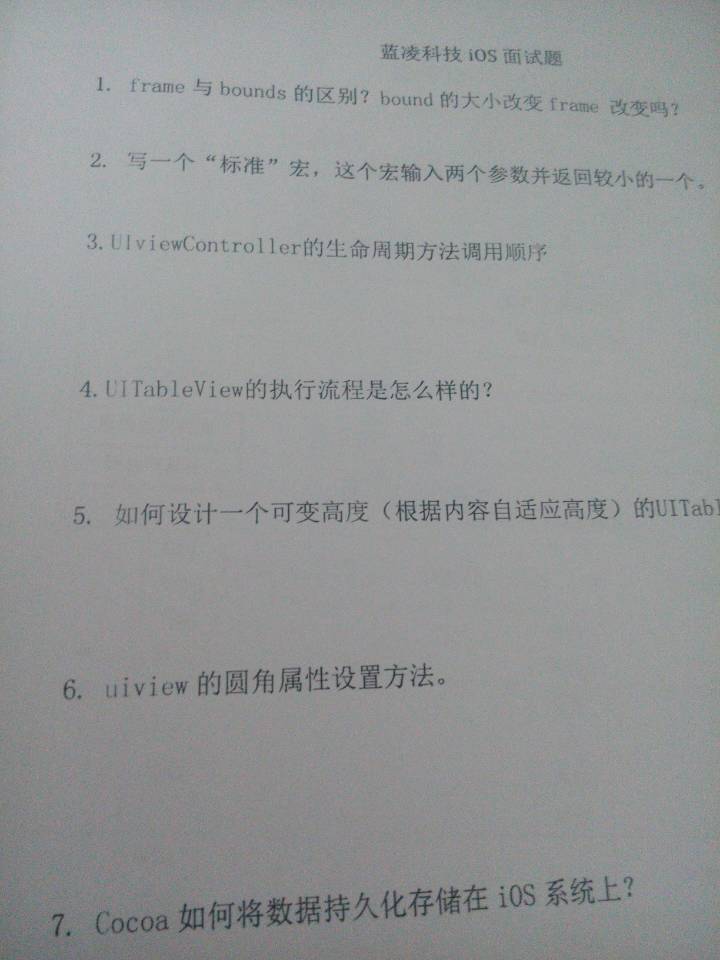 蓝凌科技 iOS 面试题
1. frame 与 bounds 的区别？bound 的大小改变 frame 改变吗？
2. 写一个“标准”宏，这个宏输入两个参数并返回较小的一个。
3. UIviewController的生命周期方法调用顺序
4. UITableView的执行流程是怎么样的？
5. 如何设计一个可变高度（根据内容自适应高度）的UITabl
6. uiview 的圆角属性设置方法。
7. Cocoa 如何将数据持久化存储在 iOS 系统上？